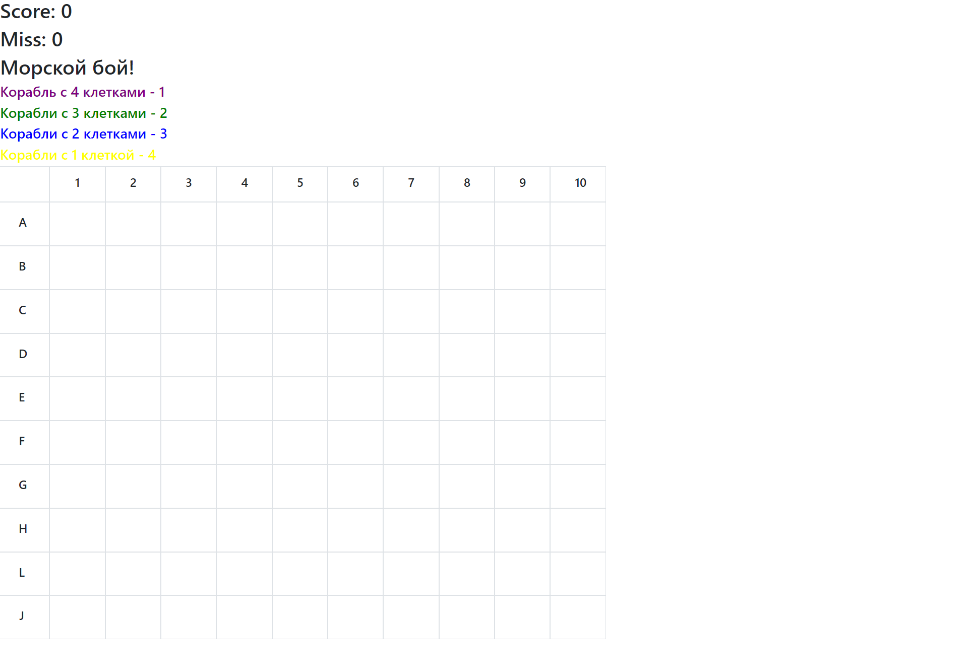 Score: 0
Miss: 0
Морской бой!
Корабль с 4 клетками - 1
Корабли с 3 клетками - 2
Корабли с 2 клетками - 3
Корабли с 1 клеткой - 4
1 2 3 4 5 6 7 8 9 10
A
B
C
D
E
F
G
H
L
J